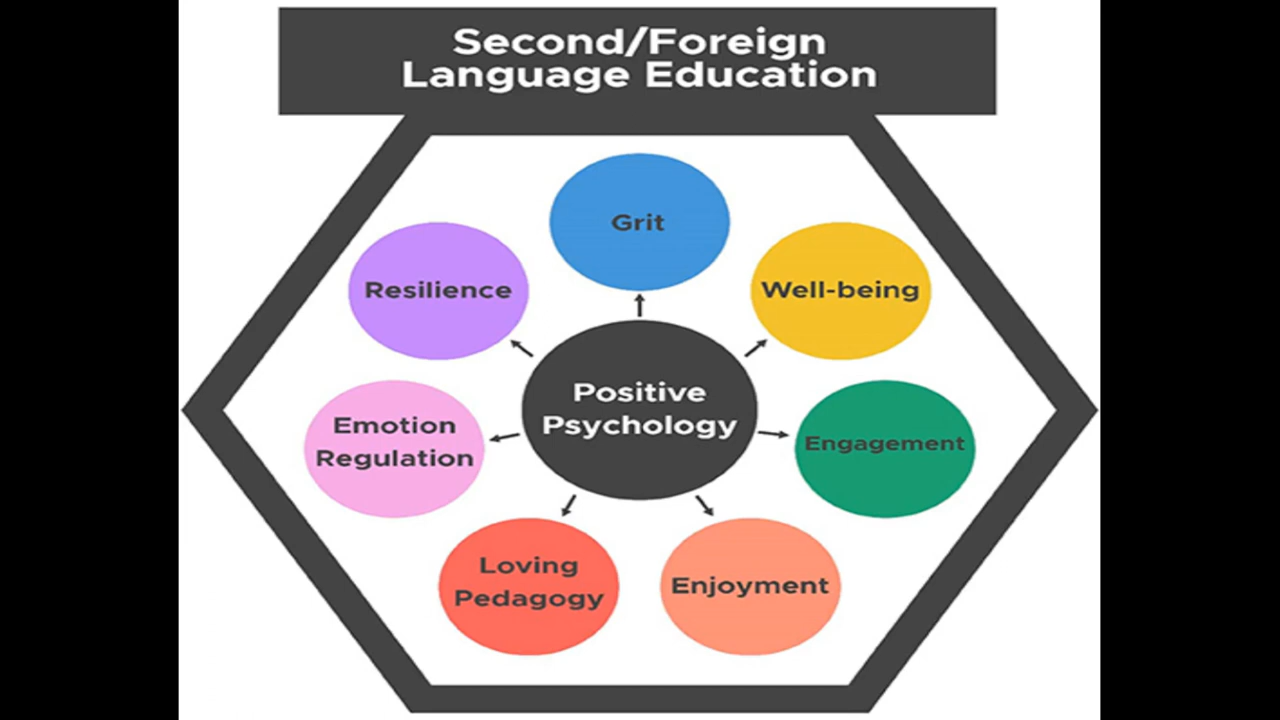 Second/Foreign
Language Education
Grit
Resilience
Well-being
Positive
Psychology
Emotion
Regulation
Engagement
Loving
Pedagogy
Enjoyment